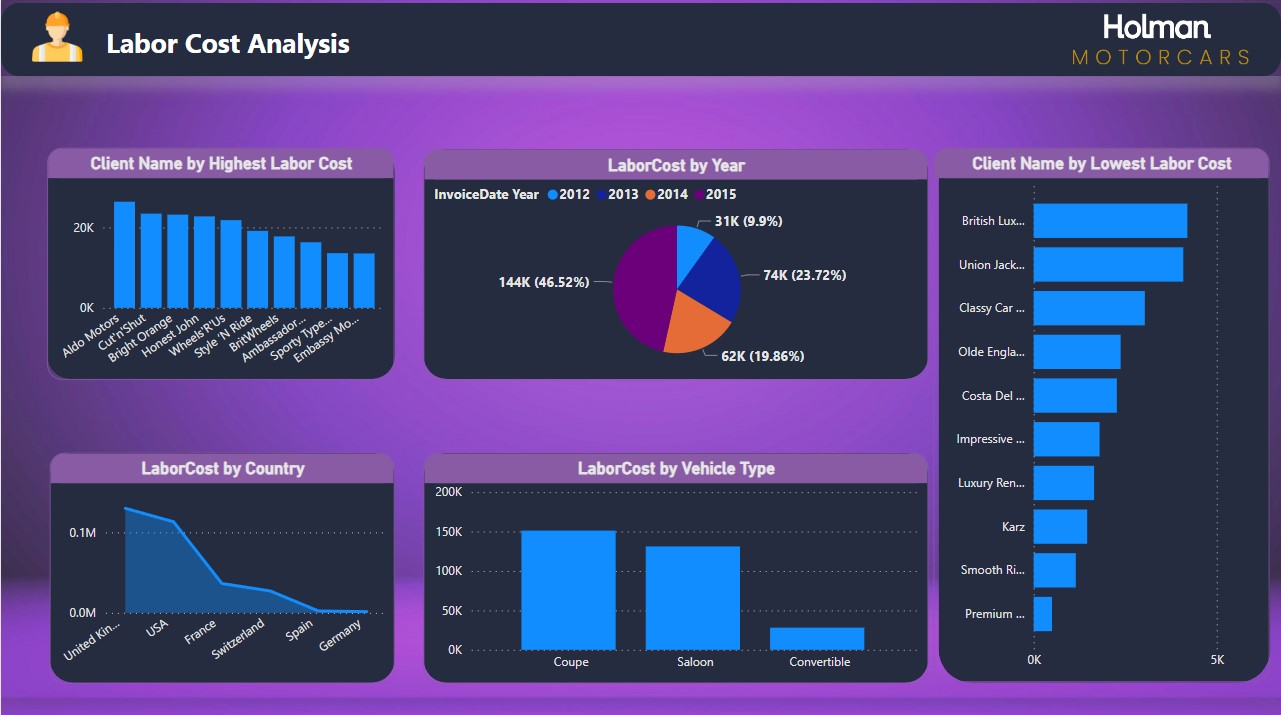 Labor Cost Analysis
Holman
MOTORCARS
Client Name by Highest Labor Cost
20K
0K
Aldo Motors
Cut'n'Shut
Bright Orange
Honest John
Wheels'R'Us
Style 'N Ride
BritWheels
Ambassador...
Sporty Type...
Embassy Mo...
LaborCost by Year
InvoiceDate Year 2012 2013 2014 2015
31K (9.9%)
74K (23.72%)
144K (46.52%)
62K (19.86%)
Client Name by Lowest Labor Cost
British Lux...
Union Jack...
Classy Car ...
Olde Engla...
Costa Del ...
Impressive ...
Luxury Ren...
Karz
Smooth Ri...
Premium ...
0K 5K
LaborCost by Country
0.1M
0.0M
United Kin...
USA
France
Switzerland
Spain
Germany
LaborCost by Vehicle Type
200K
150K
100K
50K
0K
Coupe Saloon Convertible